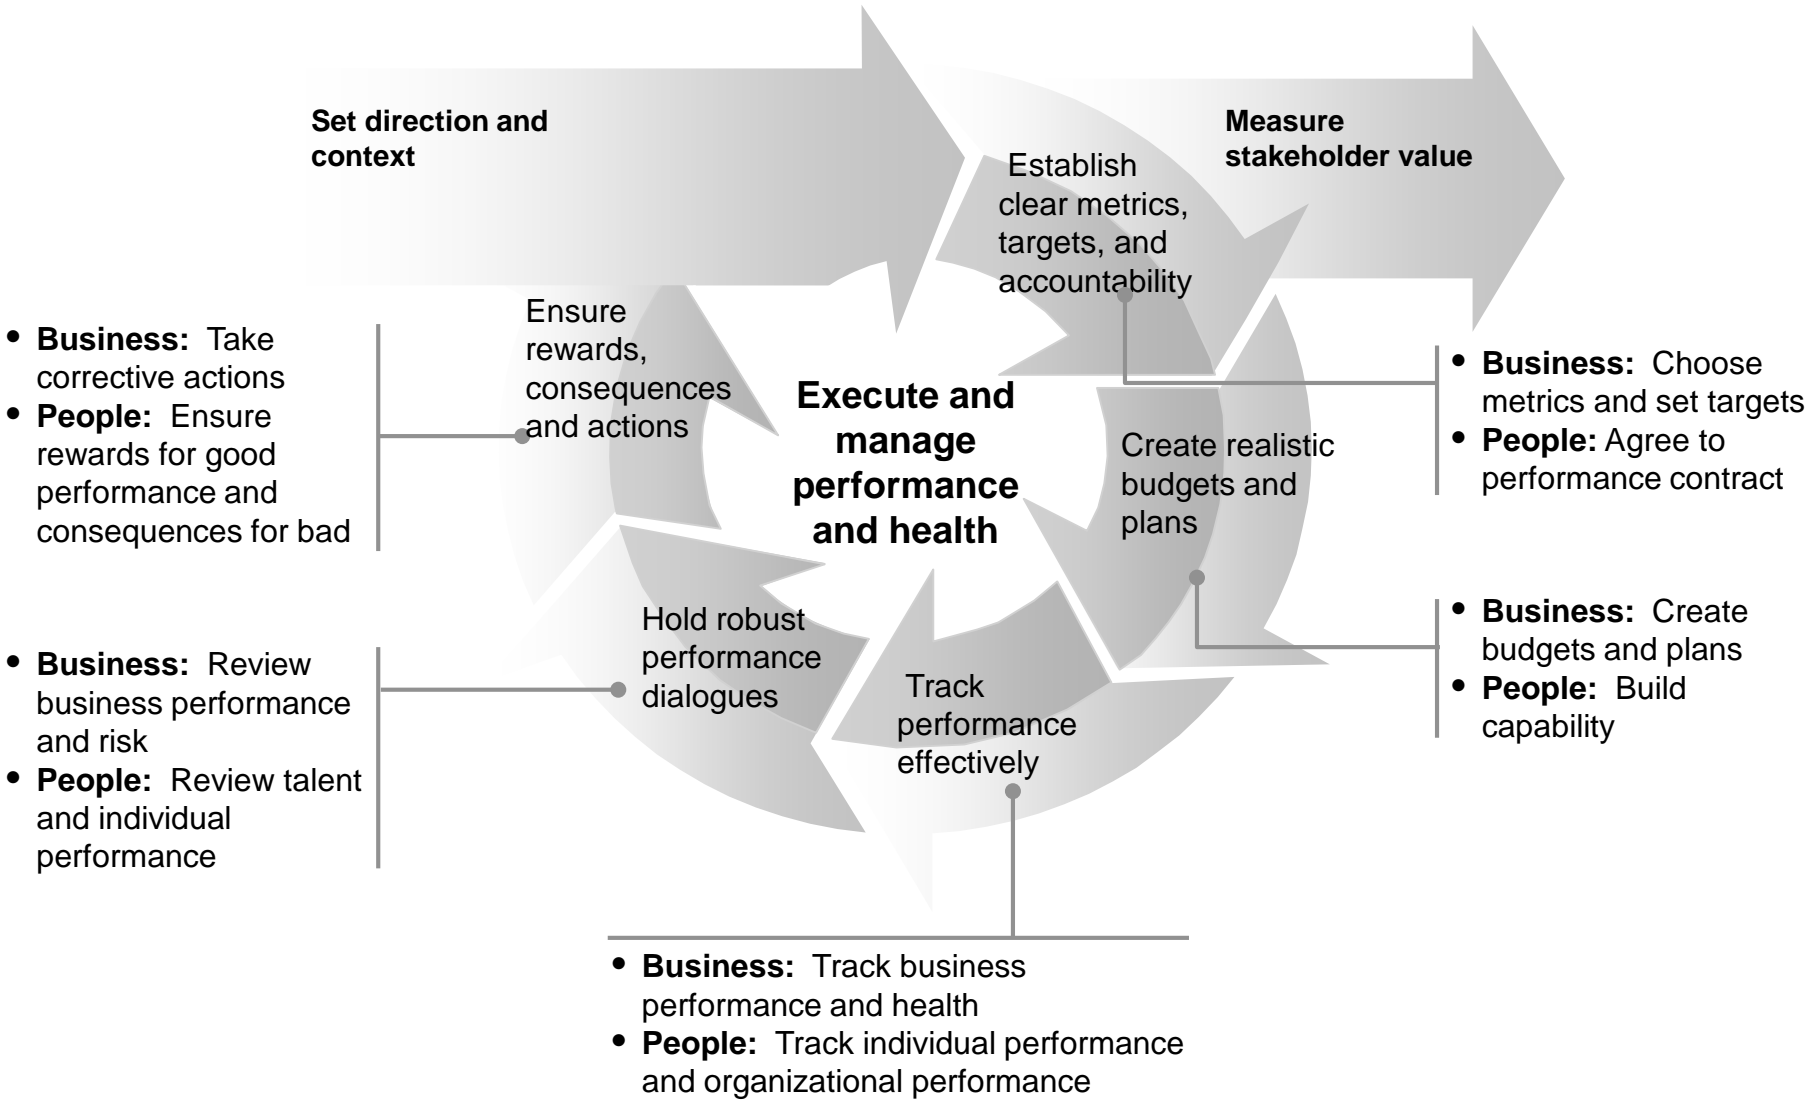 Set direction and
context
Measure
stakeholder value
Establish
clear metrics,
targets, and
accountability
Ensure
rewards,
consequences
and actions
• Business: Take
corrective actions
• People: Ensure
rewards for good
performance and
consequences for bad
Execute and
manage
performance
and health
• Business: Choose
metrics and set targets
• People: Agree to
performance contract
Create realistic
budgets and
plans
• Business: Create
budgets and plans
• People: Build
capability
Hold robust
performance
dialogues
• Business: Review
business performance
and risk
• People: Review talent
and individual
performance
Track
performance
effectively
• Business: Track business
performance and health
• People: Track individual performance
and organizational performance